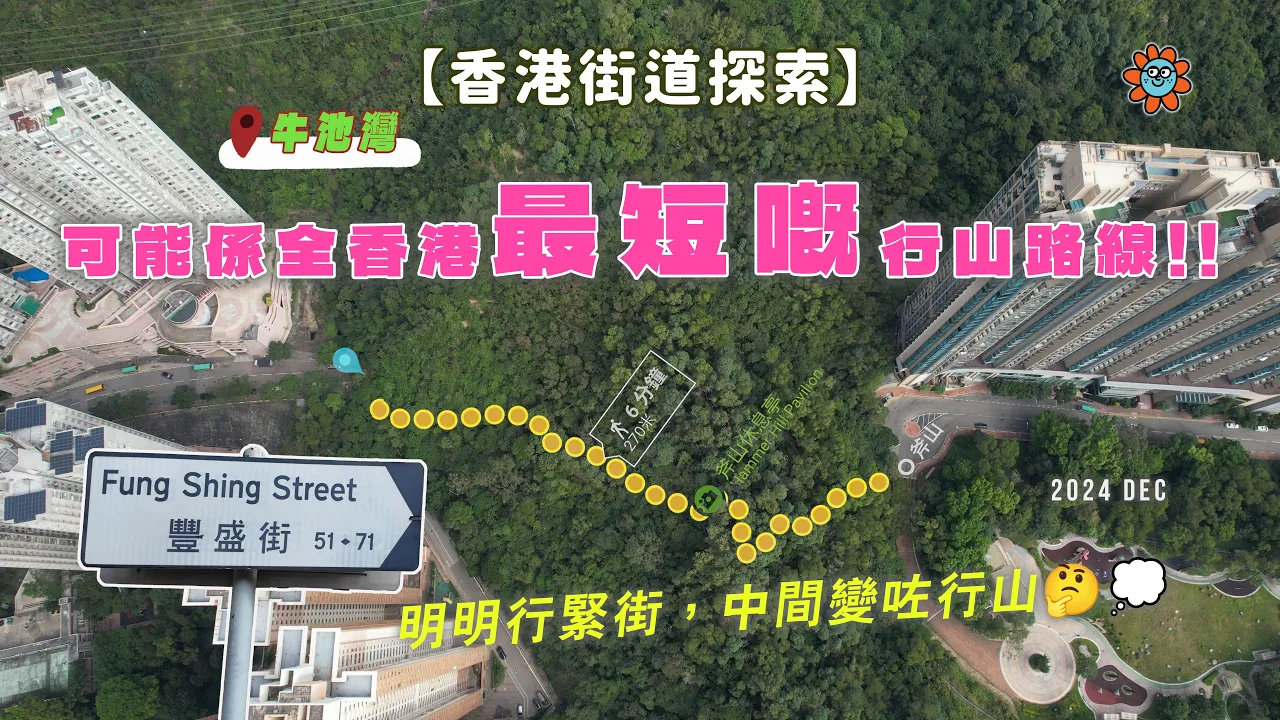 【香港街道探索】
牛池灣
可能係全香港最短嘅行山路線!!
6 分鐘
270米
斧山休息亭
Hammer Hill Pavilion
斧山
Fung Shing Street
豐盛街 51 71
2024 DEC
明明行緊街，中間變咗行山